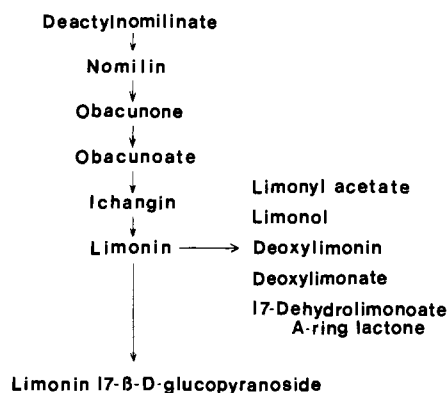 Deactylnomilinate
Nomilin
Obacunone
Obacunoate
Ichangin
Limonin
Limonyl acetate
Limonol
Deoxylimonin
Deoxylimonate
17-Dehydrolimonoate
A-ring lactone
Limonin 17-β-D-glucopyranoside